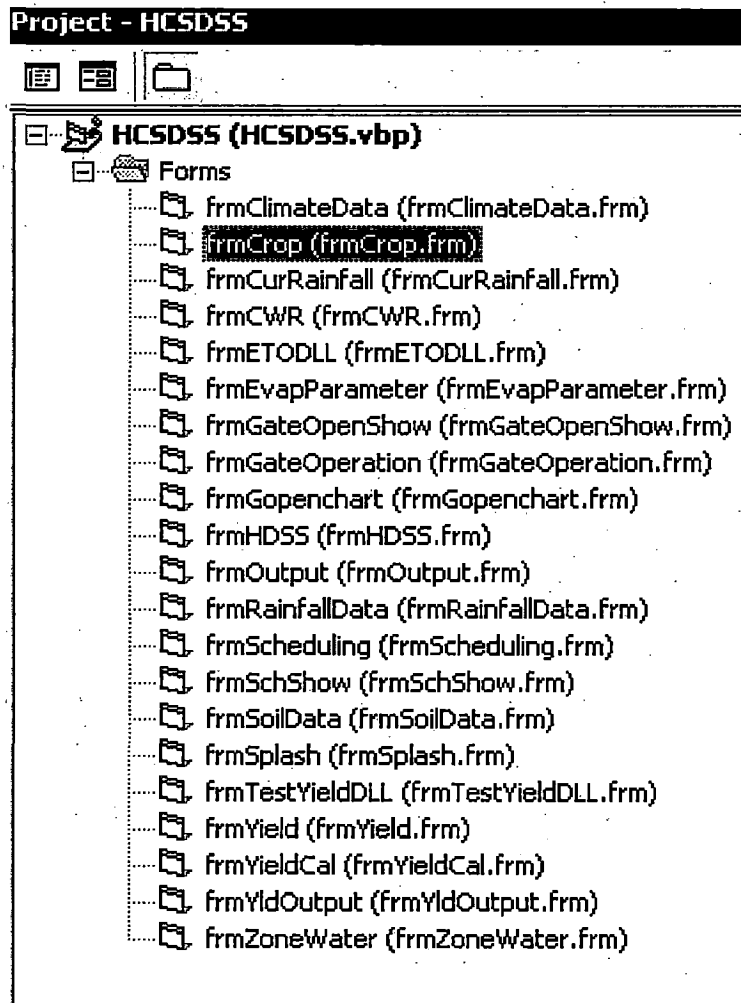 Project - HCSDSS
HCSDSS (HCSDSS.vbp)
Forms
frmClimateData (frmClimateData.frm)
frmCrop (frmCrop.frm)
frmCurRainfall (frmCurRainfall.frm)
frmCWR (frmCWR.frm)
frmETODLL (frmETODLL.frm)
frmEvapParameter (frmEvapParameter.frm)
frmGateOpenShow (frmGateOpenShow.frm)
frmGateOperation (frmGateOperation.frm)
frmGopenchart (frmGopenchart.frm)
frmHDSS (frmHDSS.frm)
frmOutput (frmOutput.frm)
frmRainfallData (frmRainfallData.frm)
frmScheduling (frmScheduling.frm)
frmSchShow (frmSchShow.frm)
frmSoilData (frmSoilData.frm)
frmSplash (frmSplash.frm)
frmTestYieldDLL (frmTestYieldDLL.frm)
frmYield (frmYield.frm)
frmYieldCal (frmYieldCal.frm)
frmYldOutput (frmYldOutput.frm)
frmZoneWater (frmZoneWater.frm)